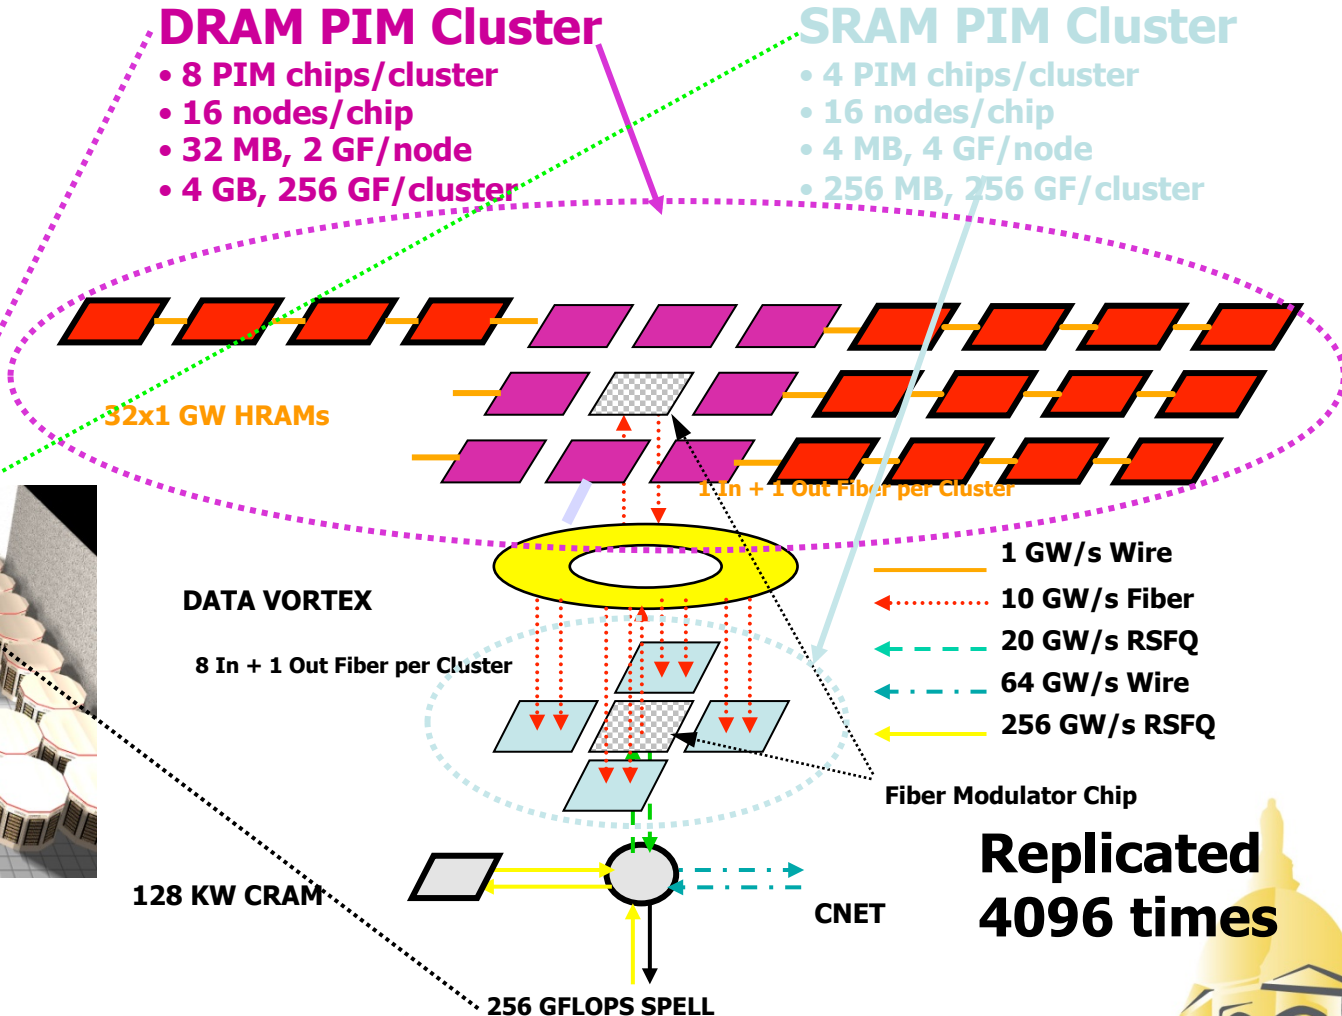 DRAM PIM Cluster
• 8 PIM chips/cluster
• 16 nodes/chip
• 32 MB, 2 GF/node
• 4 GB, 256 GF/cluster
SRAM PIM Cluster
• 4 PIM chips/cluster
• 16 nodes/chip
• 4 MB, 4 GF/node
• 256 MB, 256 GF/cluster
32x1 GW HRAMs
1 In + 1 Out Fiber per Cluster
DATA VORTEX
8 In + 1 Out Fiber per Cluster
1 GW/s Wire
10 GW/s Fiber
20 GW/s RSFQ
64 GW/s Wire
256 GW/s RSFQ
Fiber Modulator Chip
Replicated
4096 times
128 KW CRAM
CNET
256 GFLOPS SPELL